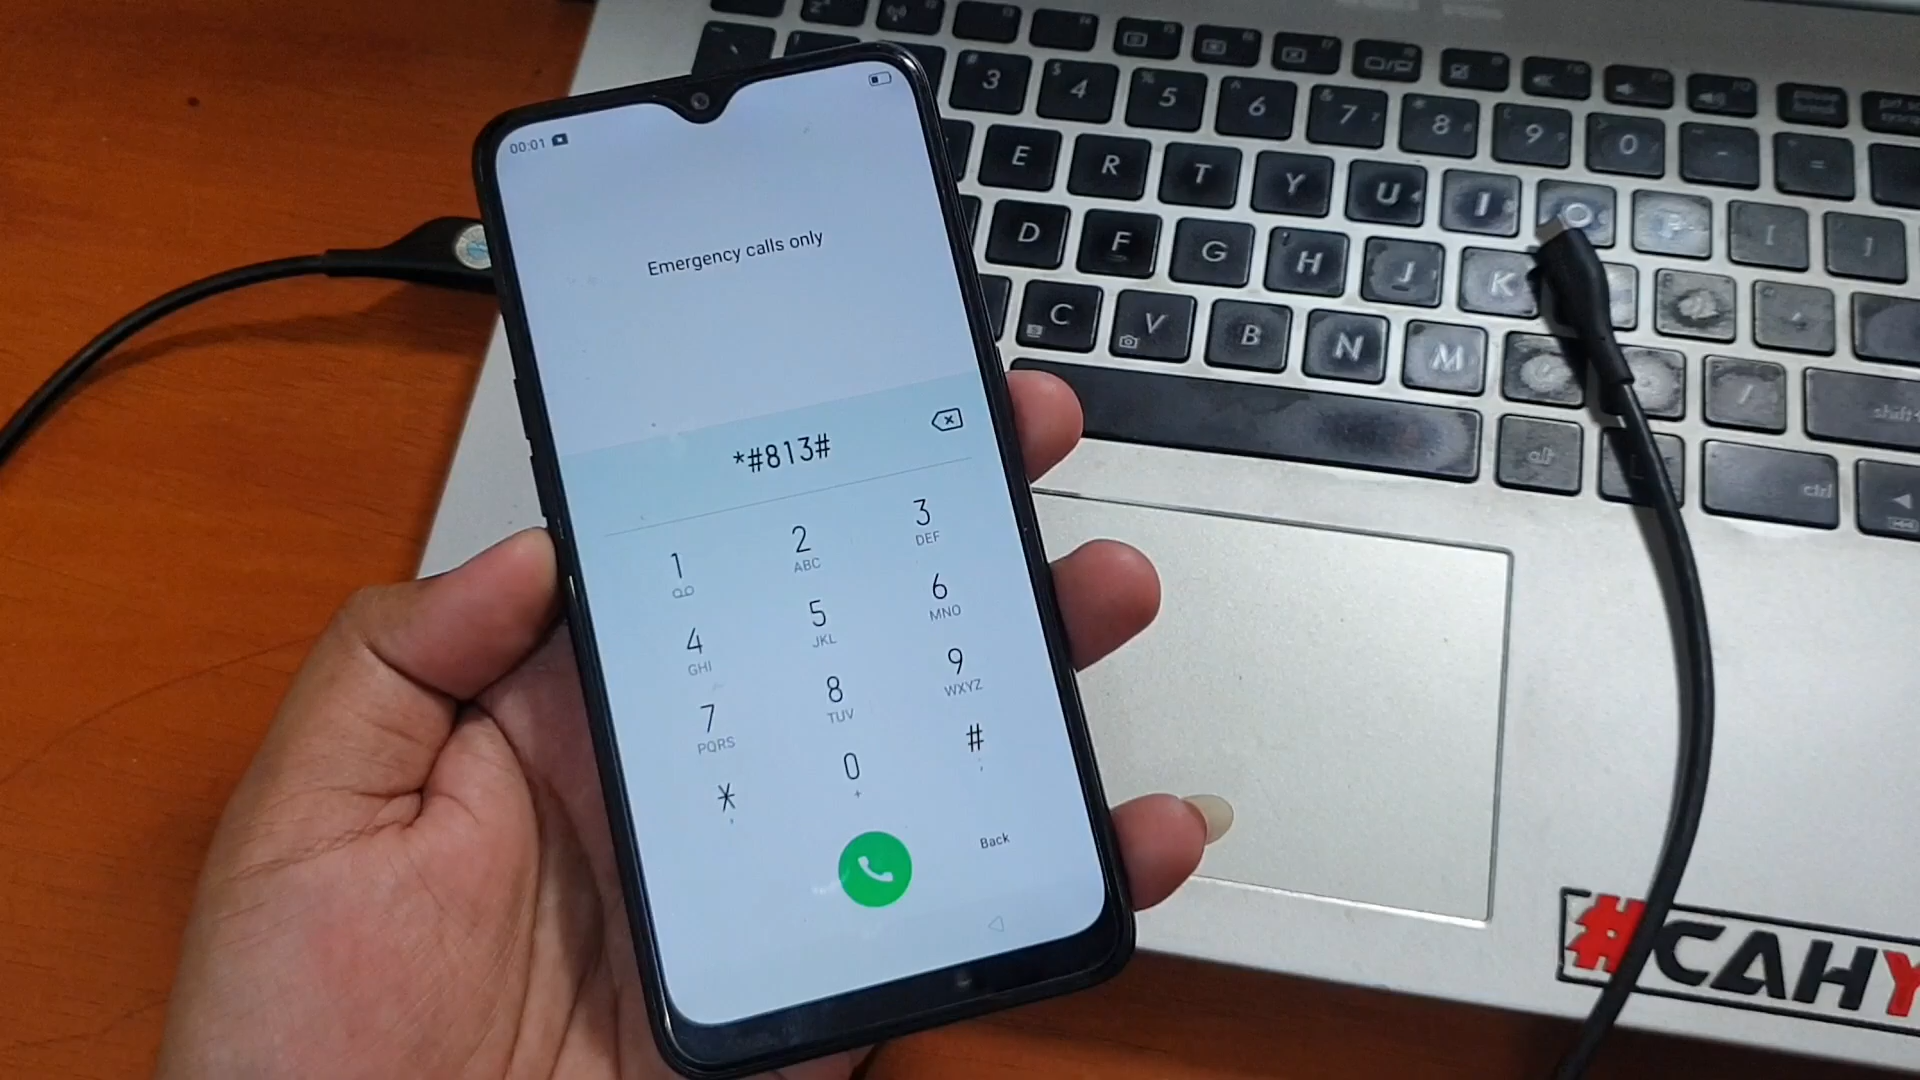 00:01
Emergency calls only
*#813#
1
2
ABC
3
DEF
4
GHI
5
JKL
6
MNO
7
PQRS
8
TUV
9
WXYZ
*
,
0
+
#
;
Back
# 3 $ 4 % 5 ^ 6 & 7 * 8 ( 9 ) 0 - =
E R T Y U I O P [ ]
D F G H J K
C V B N M /
shift
alt ctrl
#CAHY